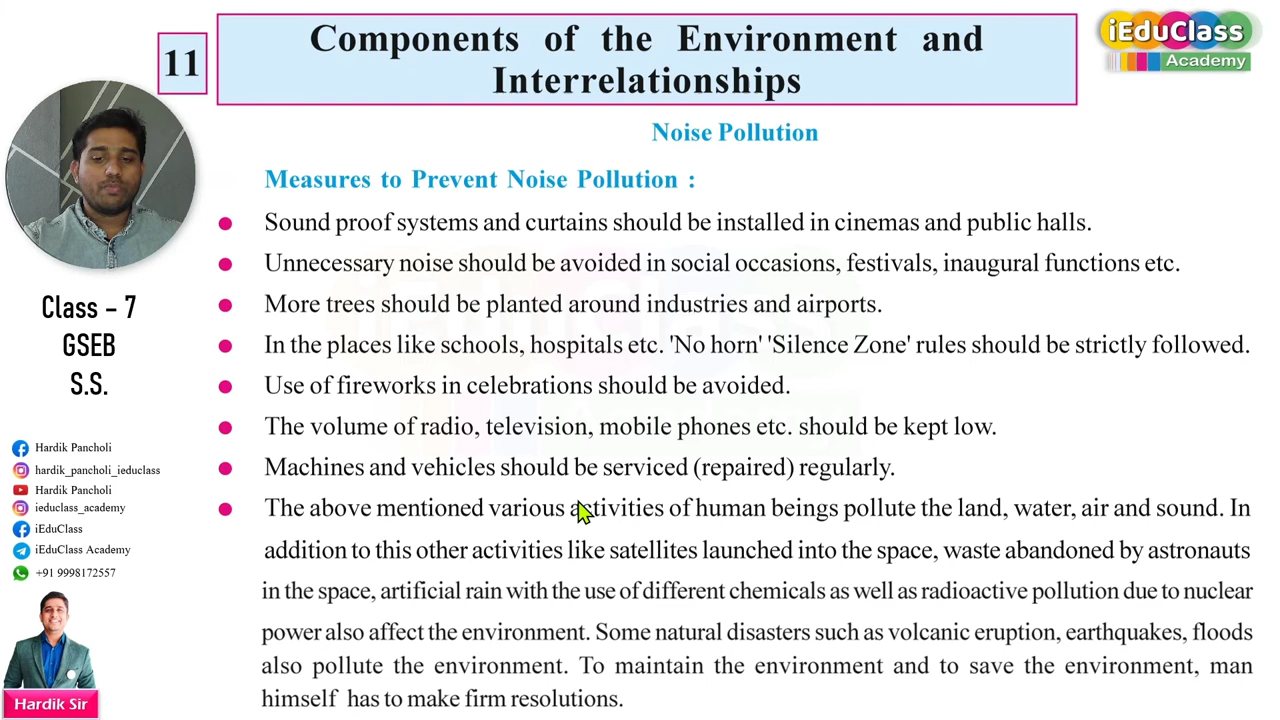 11
Components of the Environment and
Interrelationships
iEduClass
Academy
Noise Pollution
Measures to Prevent Noise Pollution :
Sound proof systems and curtains should be installed in cinemas and public halls.
Unnecessary noise should be avoided in social occasions, festivals, inaugural functions etc.
More trees should be planted around industries and airports.
In the places like schools, hospitals etc. 'No horn' 'Silence Zone' rules should be strictly followed.
Use of fireworks in celebrations should be avoided.
The volume of radio, television, mobile phones etc. should be kept low.
Machines and vehicles should be serviced (repaired) regularly.
The above mentioned various activities of human beings pollute the land, water, air and sound. In
addition to this other activities like satellites launched into the space, waste abandoned by astronauts
in the space, artificial rain with the use of different chemicals as well as radioactive pollution due to nuclear
power also affect the environment. Some natural disasters such as volcanic eruption, earthquakes, floods
also pollute the environment. To maintain the environment and to save the environment, man
himself has to make firm resolutions.
Class – 7
GSEB
S.S.
Hardik Pancholi
hardik_pancholi_ieduclass
Hardik Pancholi
ieduclass_academy
iEduClass
iEduClass Academy
+91 9998172557
Hardik Sir